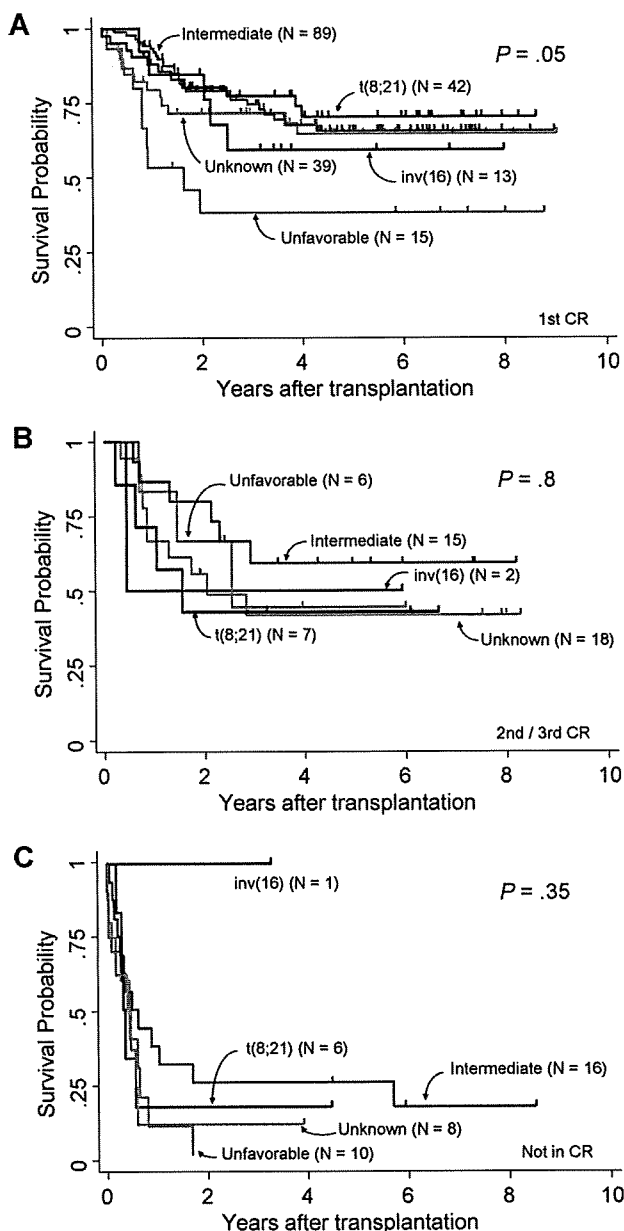 A
Survival Probability
1
.75
.5
.25
0
Intermediate (N = 89)
P = .05
t(8;21) (N = 42)
Unknown (N = 39)
inv(16) (N = 13)
Unfavorable (N = 15)
1st CR
0 2 4 6 8 10
Years after transplantation
B
Survival Probability
1
.75
.5
.25
0
Unfavorable (N = 6)
P = .8
Intermediate (N = 15)
inv(16) (N = 2)
t(8;21) (N = 7)
Unknown (N = 18)
2nd / 3rd CR
0 2 4 6 8 10
Years after transplantation
C
Survival Probability
1
.75
.5
.25
0
inv(16) (N = 1)
P = .35
t(8;21) (N = 6)
Intermediate (N = 16)
Unknown (N = 8)
Unfavorable (N = 10)
Not in CR
0 2 4 6 8 10
Years after transplantation